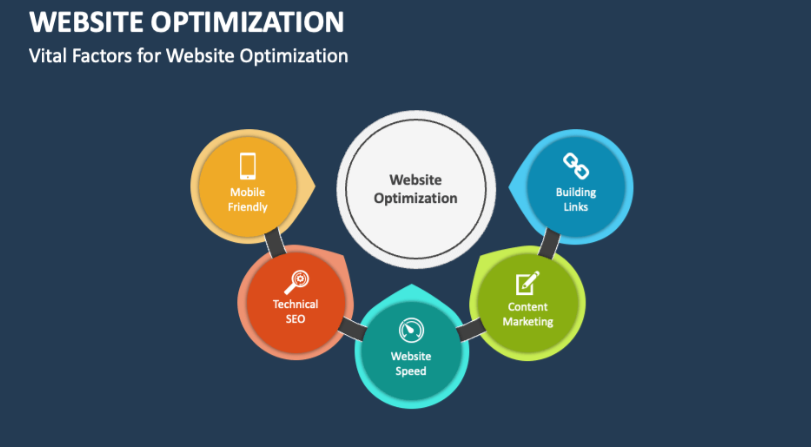 WEBSITE OPTIMIZATION
Vital Factors for Website Optimization
Website
Optimization
Mobile
Friendly
Building
Links
Technical
SEO
Content
Marketing
Website
Speed